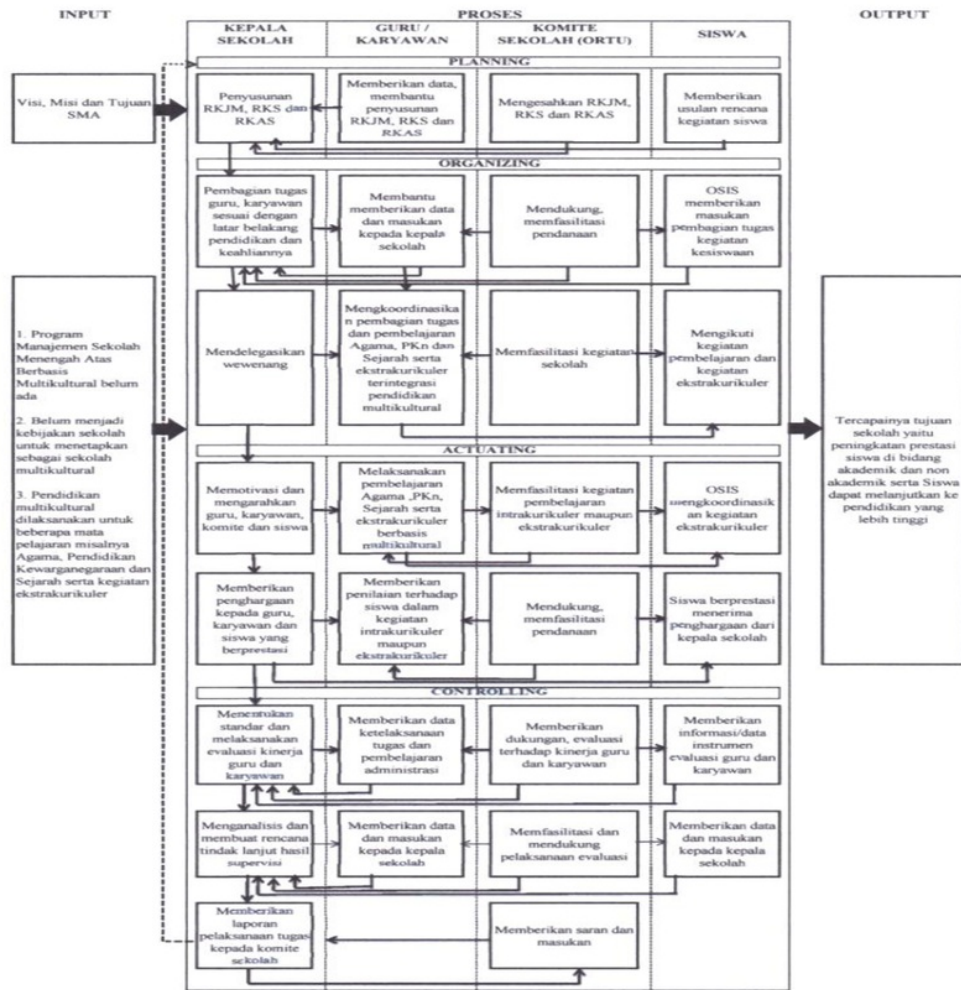 INPUT
PROSES
OUTPUT
KEPALA
SEKOLAH
GURU /
KARYAWAN
KOMITE
SEKOLAH (ORTU)
SISWA
PLANNING
Visi, Misi dan Tujuan
SMA
Penyusunan
RKJM, RKS dan
RKAS
Memberikan data,
membantu
penyusunan
RKJM, RKS dan
RKAS
Mengesahkan RKJM,
RKS dan RKAS
Memberikan
usulan rencana
kegiatan siswa
ORGANIZING
Pembagian tugas
guru, karyawan
sesuai dengan
latar belakang
pendidikan dan
keahliannya
Membantu
memberikan data
dan masukan
kepada kepala
sekolah
Mendukung,
memfasilitasi
pendanaan
OSIS
memberikan
masukan
pembagian tugas
kegiatan
kesiswaan
1. Program
Manajemen Sekolah
Menengah Atas
Berbasis
Multikultural belum
ada
2. Belum menjadi
kebijakan sekolah
untuk menetapkan
sebagai sekolah
multikultural
3. Pendidikan
multikultural
dilaksanakan untuk
beberapa mata
pelajaran misalnya
Agama, Pendidikan
Kewarganegaraan dan
Sejarah serta kegiatan
ekstrakurikuler
Mendelegasikan
wewenang
Mengkoordinasika
n pembagian tugas
dan pembelajaran
Agama, PKn dan
Sejarah serta
ekstrakurikuler
terintegrasi
pendidikan
multikultural
Memfasilitasi kegiatan
sekolah
Mengikuti
kegiatan
pembelajaran dan
kegiatan
ekstrakurikuler
Tercapainya tujuan
sekolah yaitu
peningkatan prestasi
siswa di bidang
akademik dan non
akademik serta Siswa
dapat melanjutkan ke
pendidikan yang
lebih tinggi
ACTUATING
Memotivasi dan
mengarahkan
guru, karyawan,
komite dan siswa
Melaksanakan
pembelajaran
Agama ,PKn,
Sejarah serta
ekstrakurikuler
berbasis
multikultural
Memfasilitasi kegiatan
pembelajaran
intrakurikuler maupun
ekstrakurikuler
OSIS
mengkoordinasik
an kegiatan
ekstrakurikuler
Memberikan
penghargaan
kepada guru,
karyawan dan
siswa yang
berprestasi
Memberikan
penilaian terhadap
siswa dalam
kegiatan
intrakurikuler
maupun
ekstrakurikuler
Mendukung,
memfasilitasi
pendanaan
Siswa berprestasi
menerima
penghargaan dari
kepala sekolah
CONTROLLING
Menentukan
standar dan
melaksanakan
evaluasi kinerja
guru dan
karyawan
Memberikan data
ketelaksanaan
tugas dan
pembelajaran
administrasi
Memberikan
dukungan, evaluasi
terhadap kinerja guru
dan karyawan
Memberikan
informasi/data
instrumen
evaluasi guru dan
karyawan
Menganalisis dan
membuat rencana
tindak lanjut hasil
supervisi
Memberikan data
dan masukan
kepada kepala
sekolah
Memfasilitasi dan
mendukung
pelaksanaan evaluasi
Memberikan data
dan masukan
kepada kepala
sekolah
Memberikan
laporan
pelaksanaan tugas
kepada komite
sekolah
Memberikan saran dan
masukan